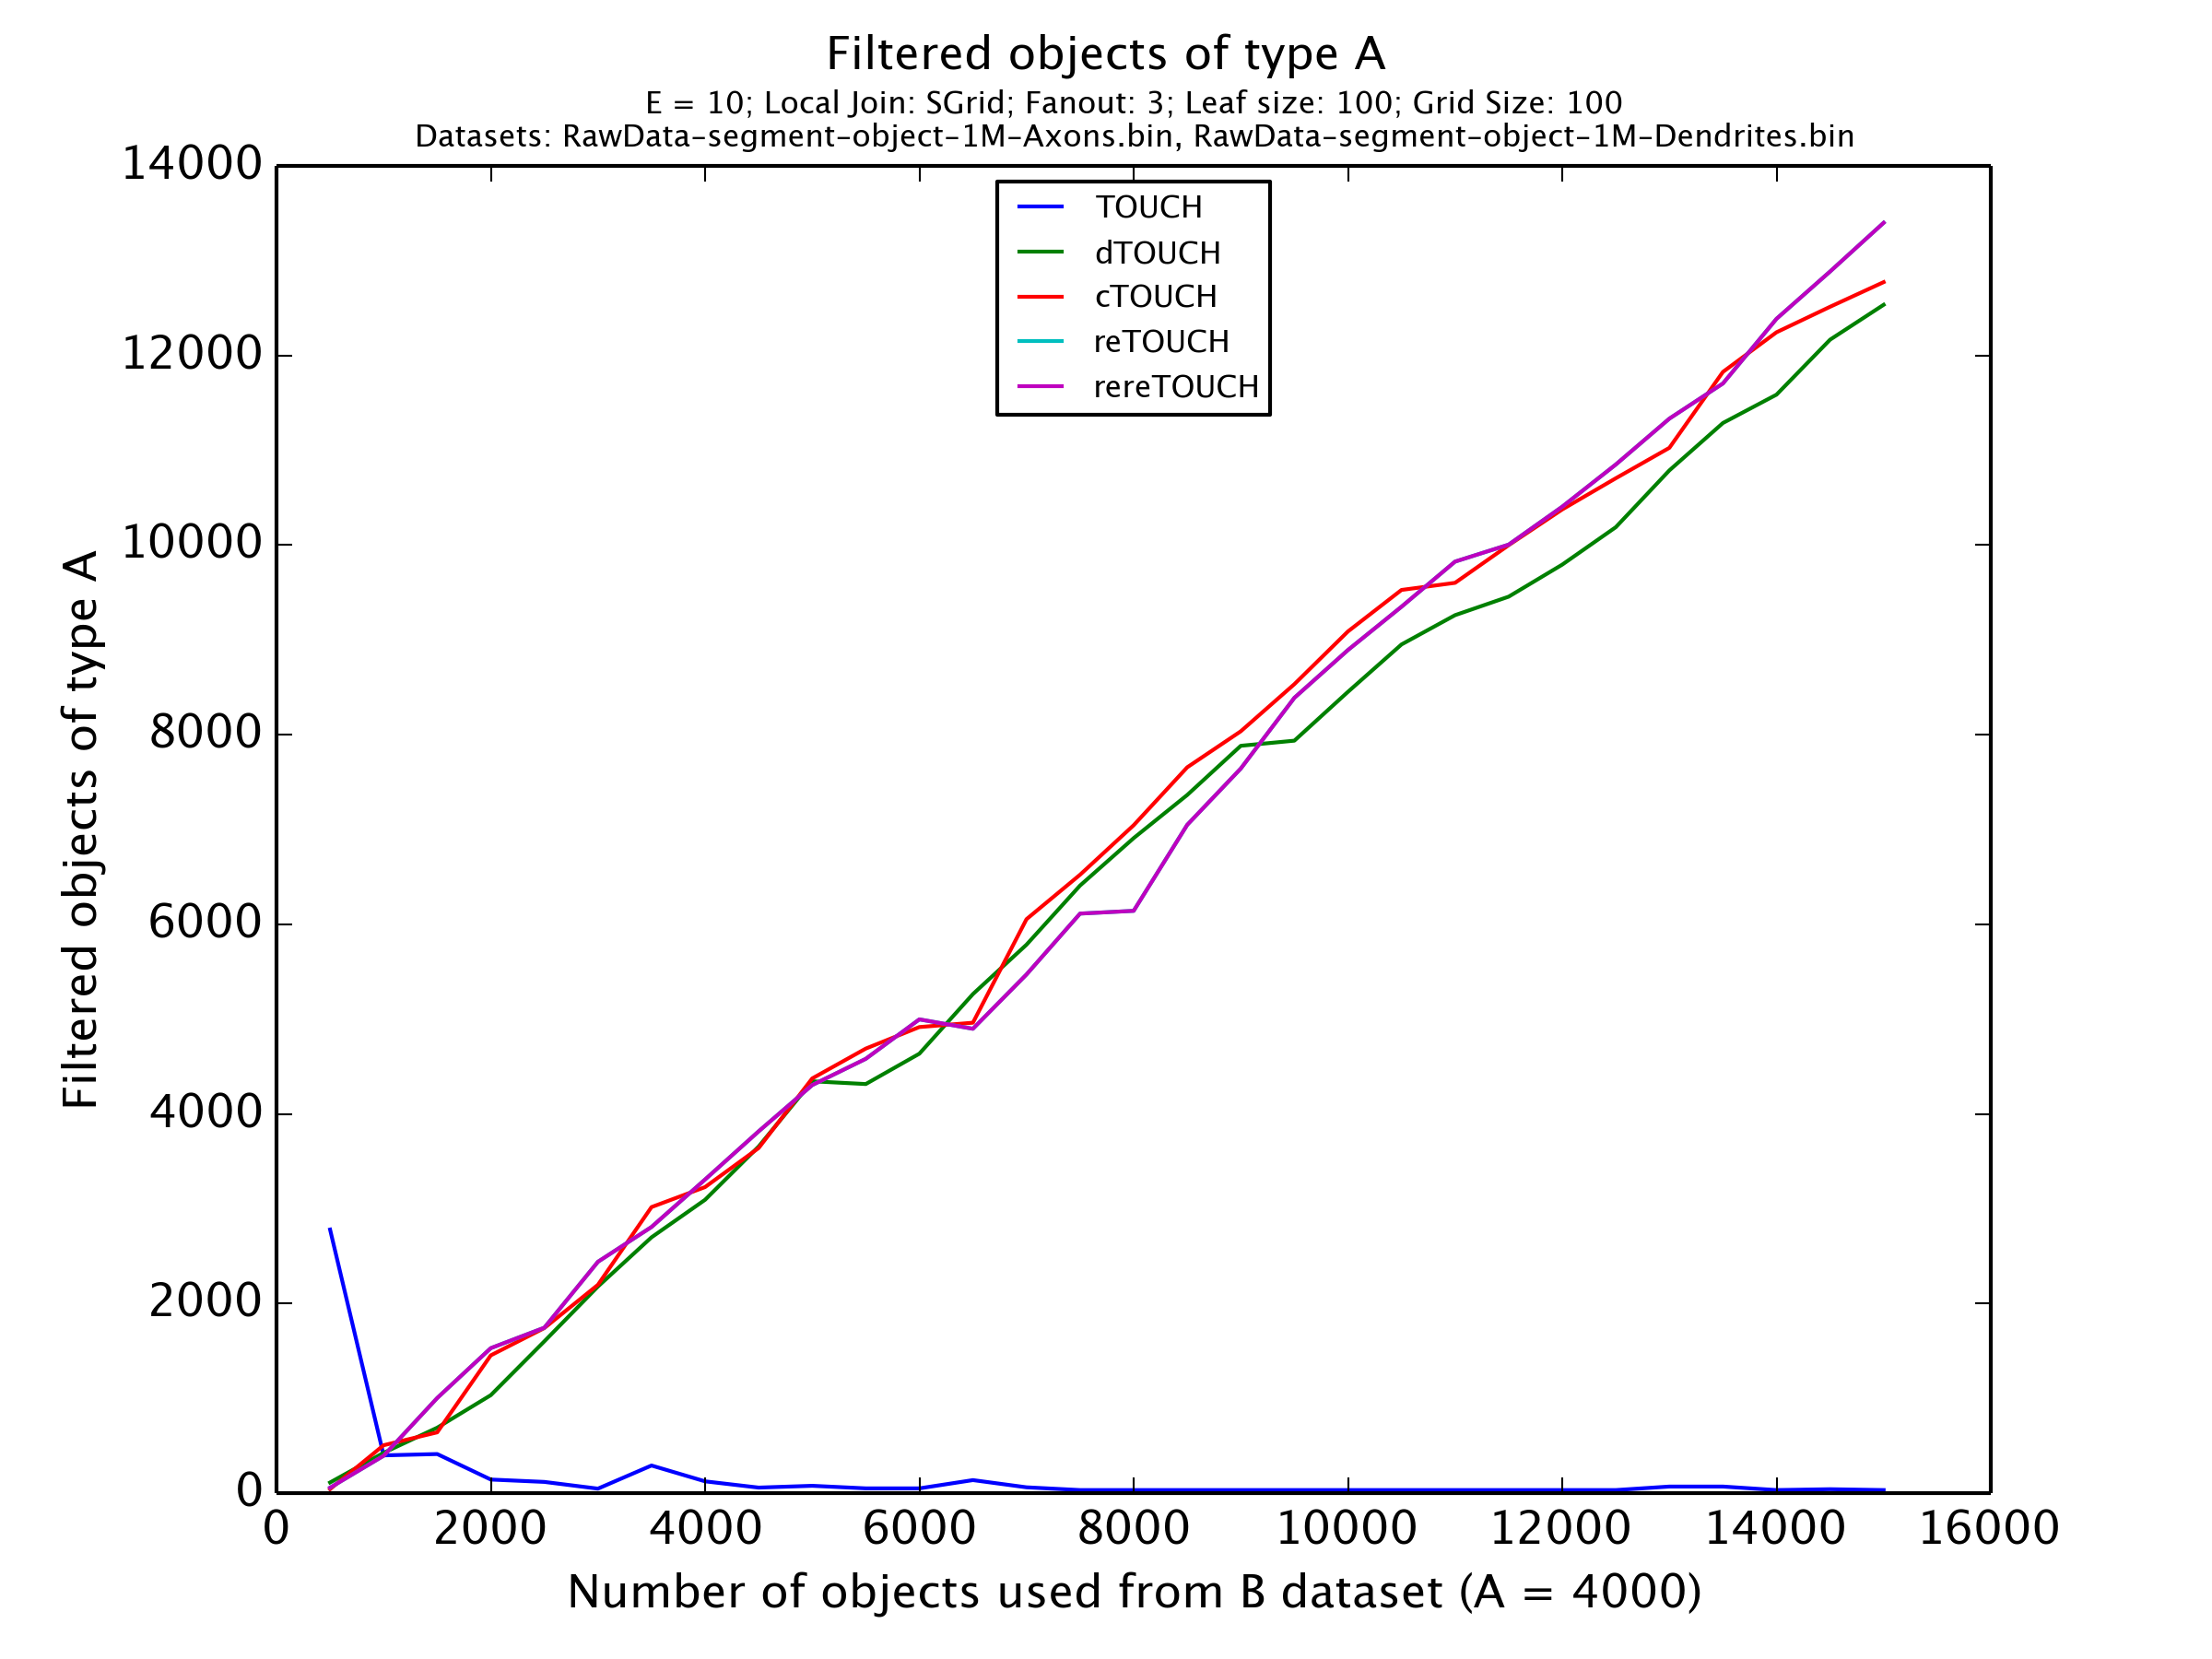 Filtered objects of type A
E = 10; Local Join: SGrid; Fanout: 3; Leaf size: 100; Grid Size: 100
Datasets: RawData-segment-object-1M-Axons.bin, RawData-segment-object-1M-Dendrites.bin
14000
12000
10000
8000
6000
4000
2000
0
Filtered objects of type A
TOUCH
dTOUCH
cTOUCH
reTOUCH
rereTOUCH
0 2000 4000 6000 8000 10000 12000 14000 16000
Number of objects used from B dataset (A = 4000)